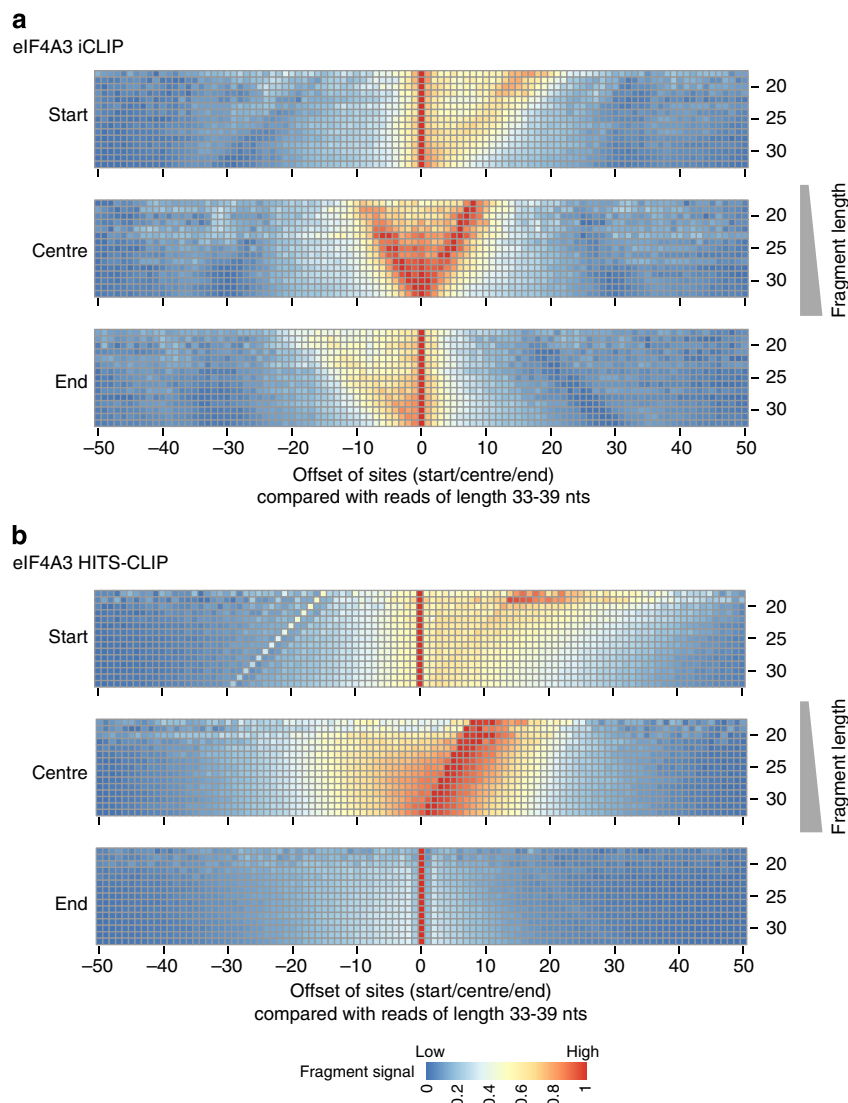 a
eIF4A3 iCLIP
Start
20
25
30
Centre
20
25
30
Fragment length
End
20
25
30
–50 –40 –30 –20 –10 0 10 20 30 40 50
Offset of sites (start/centre/end)
compared with reads of length 33-39 nts
b
eIF4A3 HITS-CLIP
Start
20
25
30
Centre
20
25
30
Fragment length
End
20
25
30
–50 –40 –30 –20 –10 0 10 20 30 40 50
Offset of sites (start/centre/end)
compared with reads of length 33-39 nts
Low High
Fragment signal
0 0.2 0.4 0.6 0.8 1